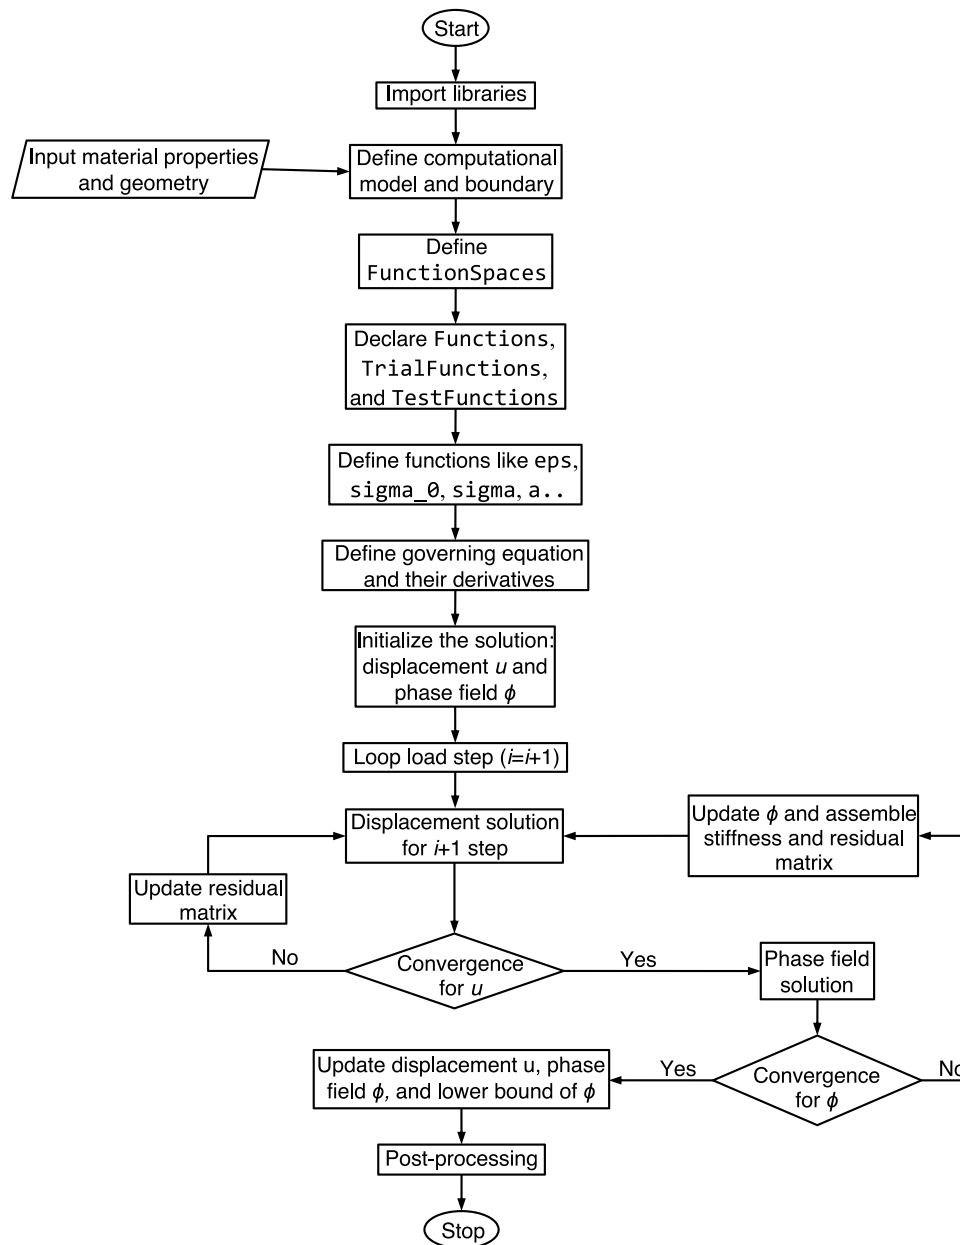 Start
Import libraries
Input material properties
and geometry
Define computational
model and boundary
Define
FunctionSpaces
Declare Functions,
TrialFunctions,
and TestFunctions
Define functions like eps,
sigma_0, sigma, a..
Define governing equation
and their derivatives
Initialize the solution:
displacement u and
phase field ϕ
Loop load step (i=i+1)
Displacement solution
for i+1 step
Update ϕ and assemble
stiffness and residual
matrix
Update residual
matrix
No
Convergence
for u
Yes
Phase field
solution
Update displacement u, phase
field ϕ, and lower bound of ϕ
Yes
Convergence
for ϕ
No
Post-processing
Stop